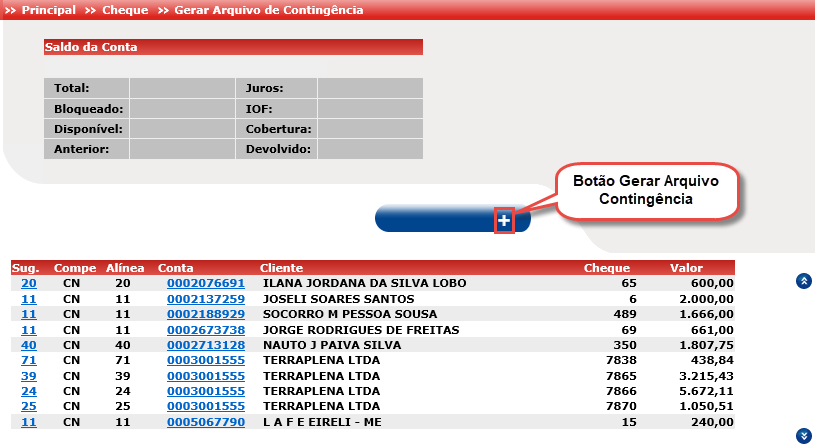 >> Principal >> Cheque >> Gerar Arquivo de Contingência
Saldo da Conta
Total: Juros:
Bloqueado: IOF:
Disponível: Cobertura:
Anterior: Devolvido:
Botão Gerar Arquivo
Contingência
Sug. Compe Alínea Conta Cliente Cheque Valor
20 CN 20 0002076691 ILANA JORDANA DA SILVA LOBO 65 600,00
11 CN 11 0002137259 JOSELI SOARES SANTOS 6 2.000,00
11 CN 11 0002188929 SOCORRO M PESSOA SOUSA 489 1.666,00
11 CN 11 0002673738 JORGE RODRIGUES DE FREITAS 69 661,00
40 CN 40 0002713128 NAUTO J PAIVA SILVA 350 1.807,75
71 CN 71 0003001555 TERRAPLENA LTDA 7838 438,84
39 CN 39 0003001555 TERRAPLENA LTDA 7865 3.215,43
24 CN 24 0003001555 TERRAPLENA LTDA 7866 5.672,11
25 CN 25 0003001555 TERRAPLENA LTDA 7870 1.050,51
11 CN 11 0005067790 L A F E EIRELI - ME 15 240,00